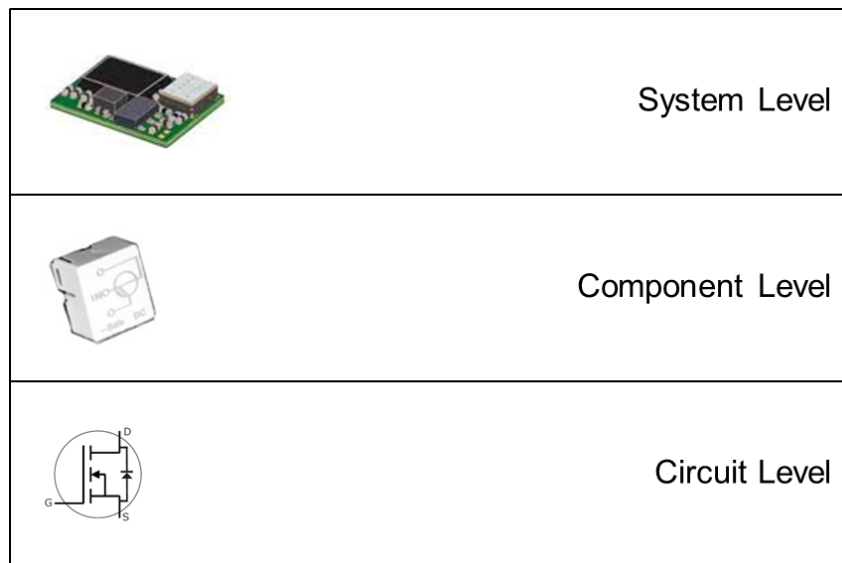 System Level
Component Level
D
G
S
Circuit Level